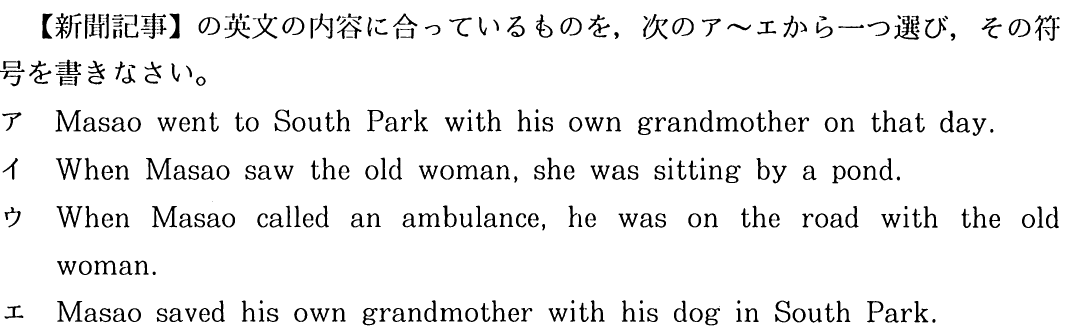 【新聞記事】の英文の内容に合っているものを，次のア～エから一つ選び，その符
号を書きなさい。
ア　Masao went to South Park with his own grandmother on that day.
イ　When Masao saw the old woman, she was sitting by a pond.
ウ　When Masao called an ambulance, he was on the road with the old
woman.
エ　Masao saved his own grandmother with his dog in South Park.